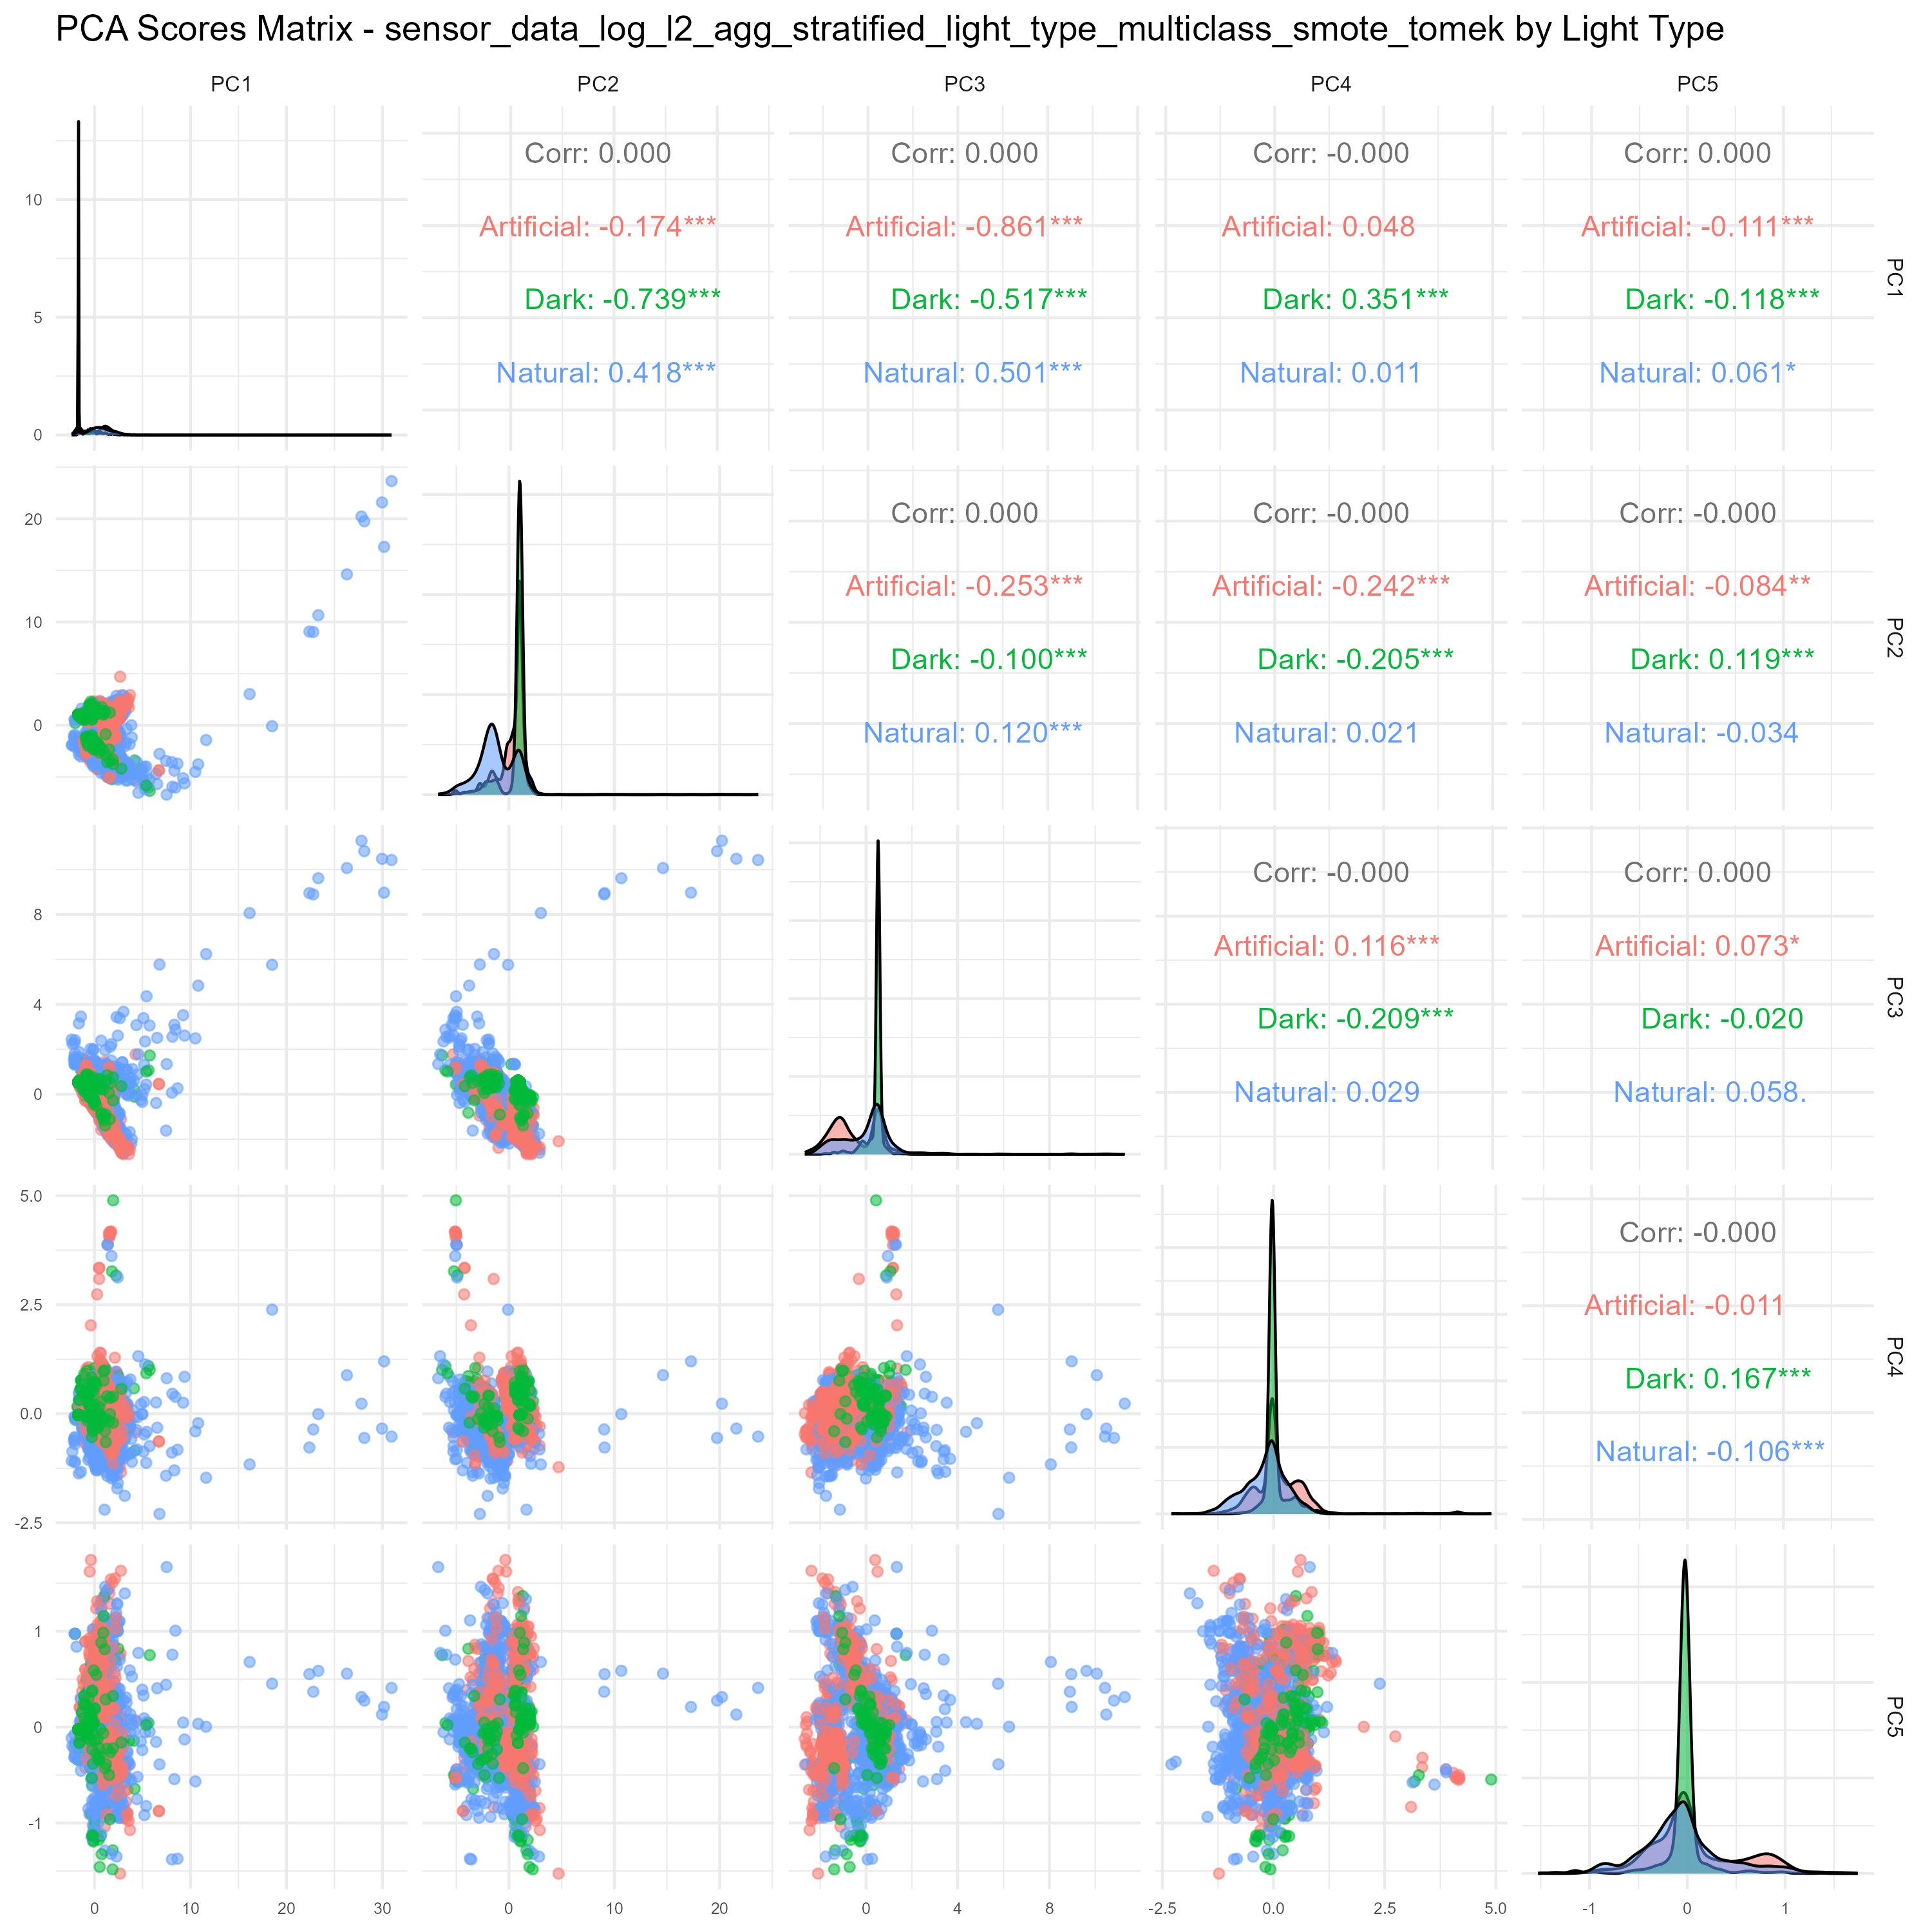 PCA Scores Matrix - sensor_data_log_l2_agg_stratified_light_type_multiclass_smote_tomek by Light Type
PC1 PC2 PC3 PC4 PC5
10
5
0
Corr: 0.000 Corr: 0.000 Corr: -0.000 Corr: 0.000
Artificial: -0.174*** Artificial: -0.861*** Artificial: 0.048 Artificial: -0.111***
Dark: -0.739*** Dark: -0.517*** Dark: 0.351*** Dark: -0.118***
Natural: 0.418*** Natural: 0.501*** Natural: 0.011 Natural: 0.061*
PC1
20
10
0
Corr: 0.000 Corr: -0.000 Corr: -0.000
Artificial: -0.253*** Artificial: -0.242*** Artificial: -0.084**
Dark: -0.100*** Dark: -0.205*** Dark: 0.119***
Natural: 0.120*** Natural: 0.021 Natural: -0.034
PC2
8
4
0
Corr: -0.000 Corr: 0.000
Artificial: 0.116*** Artificial: 0.073*
Dark: -0.209*** Dark: -0.020
Natural: 0.029 Natural: 0.058.
PC3
5.0
2.5
0.0
-2.5
Corr: -0.000
Artificial: -0.011
Dark: 0.167***
Natural: -0.106***
PC4
1
0
-1
PC5
0 10 20 30 0 10 20 0 4 8 -2.5 0.0 2.5 5.0 -1 0 1